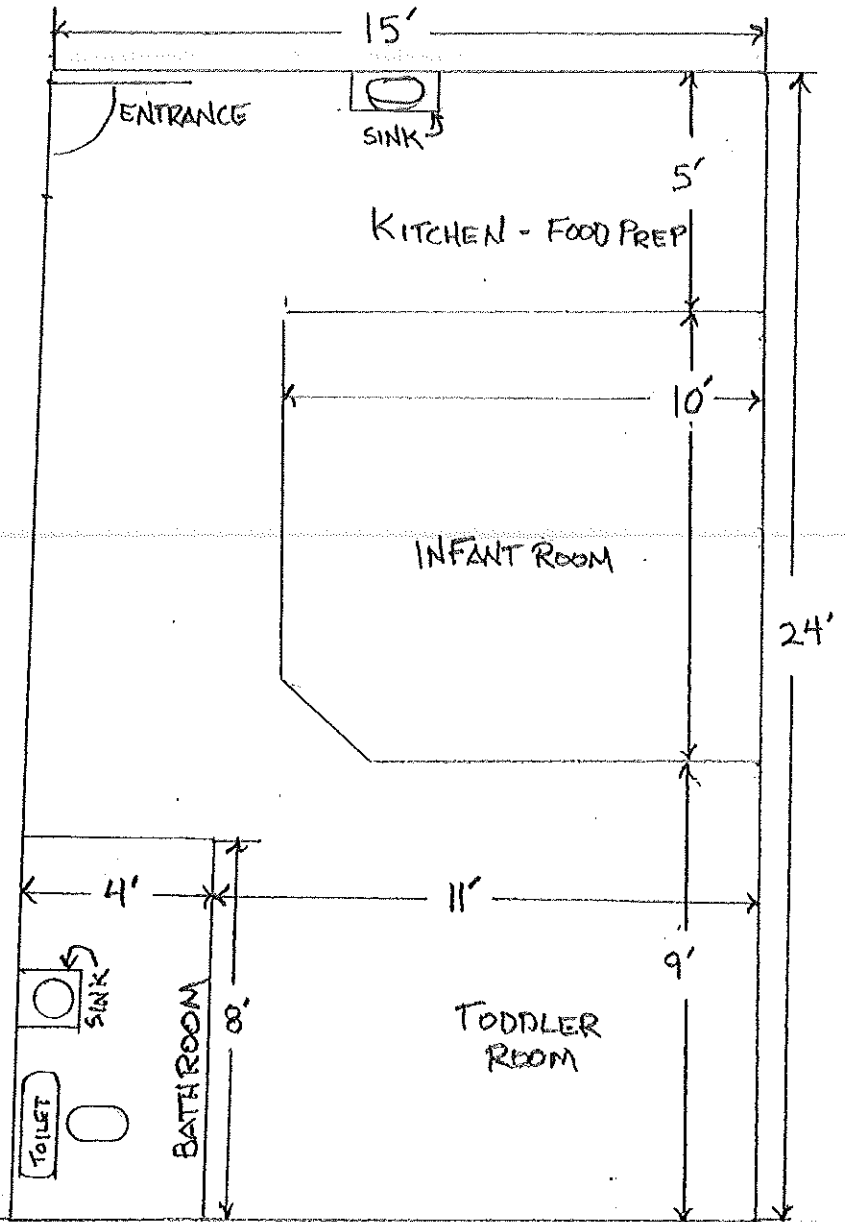 15'
ENTRANCE
SINK
5'
KITCHEN - FOOD PREP
10'
INFANT ROOM
24'
4'
11'
SINK
8'
9'
BATHROOM
TODDLER
ROOM
TOILET